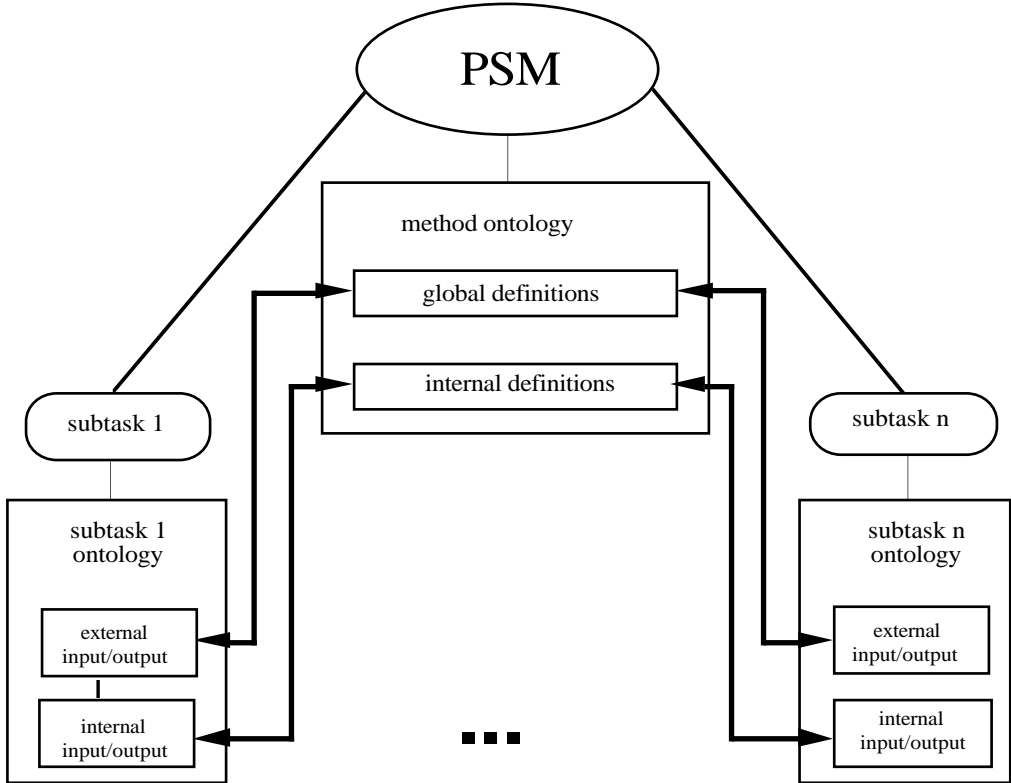 PSM
method ontology
global definitions
internal definitions
subtask 1
subtask n
subtask 1
ontology
subtask n
ontology
external
input/output
external
input/output
internal
input/output
internal
input/output